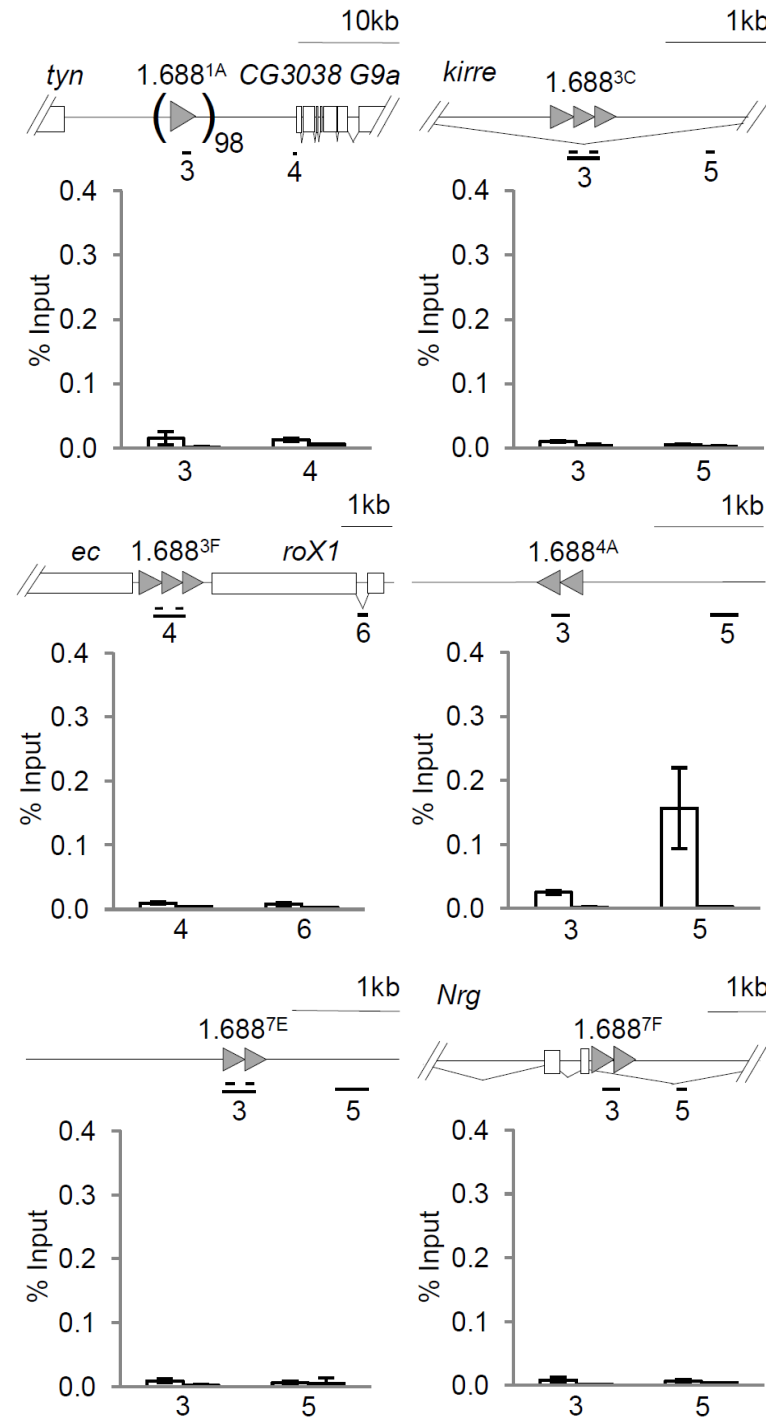 10kb
tyn 1.688^1A CG3038 G9a
( )98
3 4
0.4
0.3
0.2
0.1
0.0
% Input
3 4
1kb
kirre 1.688^3C
3 5
0.4
0.3
0.2
0.1
0.0
% Input
3 5
1kb
ec 1.688^3F roX1
4 6
0.4
0.3
0.2
0.1
0.0
% Input
4 6
1kb
1.688^4A
3 5
0.4
0.3
0.2
0.1
0.0
% Input
3 5
1kb
1.688^7E
3 5
0.4
0.3
0.2
0.1
0.0
% Input
3 5
1kb
Nrg
1.688^7F
3 5
0.4
0.3
0.2
0.1
0.0
% Input
3 5